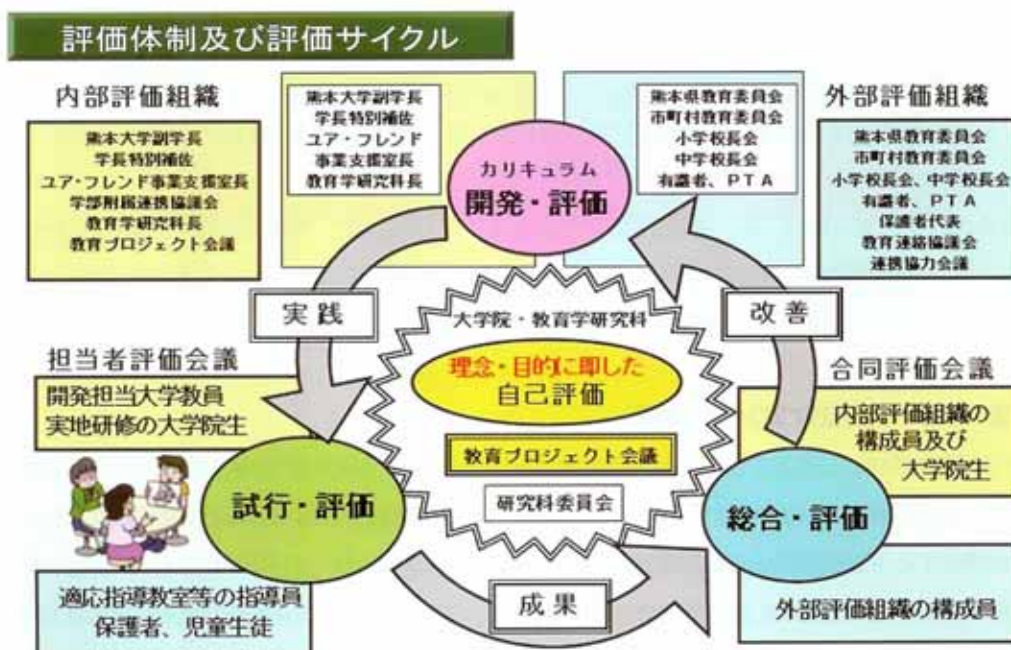 評価体制及び評価サイクル
内部評価組織
熊本大学副学長
学長特別補佐
ユア・フレンド事業支援室長
学部附属連携協議会
教育学研究科長
教育プロジェクト会議
熊本大学副学長
学長特別補佐
ユア・フレンド
事業支援室長
教育学研究科長
カリキュラム
開発・評価
熊本県教育委員会
市町村教育委員会
小学校長会
中学校長会
有識者、PTA
外部評価組織
熊本県教育委員会
市町村教育委員会
小学校長会、中学校長会
有識者、PTA
保護者代表
教育連絡協議会
連携協力会議
実践
改善
大学院・教育学研究科
理念・目的に即した
自己評価
教育プロジェクト会議
研究科委員会
担当者評価会議
開発担当大学教員
実地研修の大学院生
試行・評価
適応指導教室等の指導員
保護者、児童生徒
成果
合同評価会議
内部評価組織の
構成員及び
大学院生
総合・評価
外部評価組織の構成員